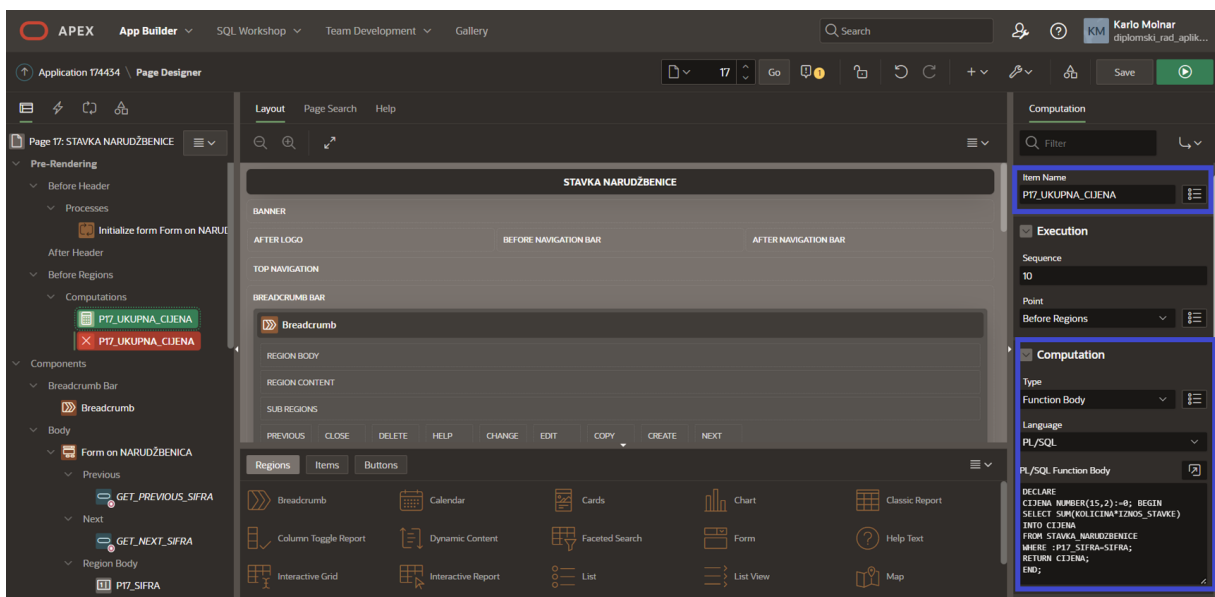 APEX App Builder SQL Workshop Team Development Gallery Search KM Karlo Molnar
diplomski_rad_aplik...
Application 174434 \ Page Designer 17 Go 1 Save
Layout Page Search Help
Computation
Page 17: STAVKA NARUDŽBENICE
Filter
Pre-Rendering
Before Header
Processes
Initialize form Form on NARUD
After Header
Before Regions
Computations
P17_UKUPNA_CIJENA
P17_UKUPNA_CIJENA
Components
Breadcrumb Bar
Breadcrumb
Body
Form on NARUDŽBENICA
Previous
GET_PREVIOUS_SIFRA
Next
GET_NEXT_SIFRA
Region Body
P17_SIFRA
STAVKA NARUDŽBENICE
BANNER
AFTER LOGO BEFORE NAVIGATION BAR AFTER NAVIGATION BAR
TOP NAVIGATION
BREADCRUMB BAR
Breadcrumb
REGION BODY
REGION CONTENT
SUB REGIONS
PREVIOUS CLOSE DELETE HELP CHANGE EDIT COPY CREATE NEXT
Regions Items Buttons
Breadcrumb Calendar Cards Chart Classic Report
Column Toggle Report Dynamic Content Faceted Search Form Help Text
Interactive Grid Interactive Report List List View Map
Item Name
P17_UKUPNA_CIJENA
Execution
Sequence
10
Point
Before Regions
Computation
Type
Function Body
Language
PL/SQL
PL/SQL Function Body
DECLARE
CIJENA NUMBER(15,2):=0; BEGIN
SELECT SUM(KOLICINA*IZNOS_STAVKE)
INTO CIJENA
FROM STAVKA_NARUDZBENICE
WHERE :P17_SIFRA=SIFRA;
RETURN CIJENA;
END;